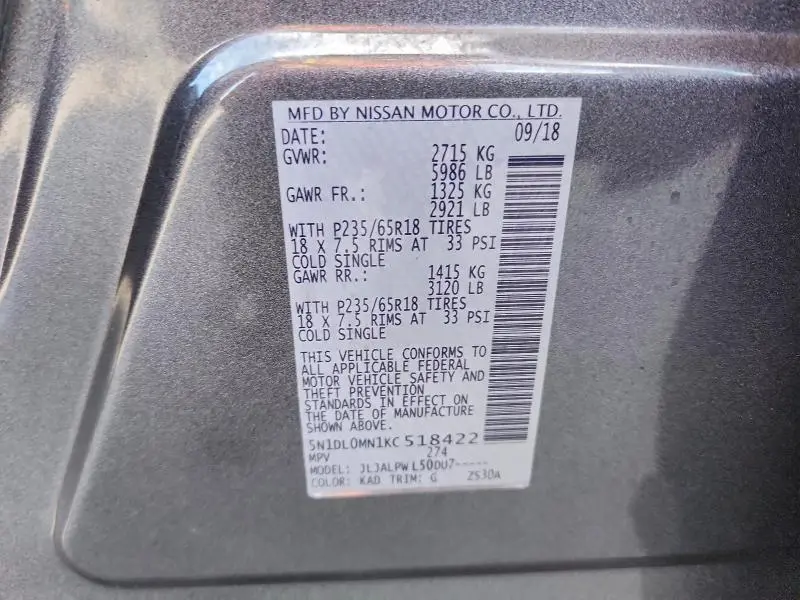 MFD BY NISSAN MOTOR CO., LTD.
DATE: 09/18
GVWR: 2715 KG
5986 LB
GAWR FR.: 1325 KG
2921 LB
WITH P235/65R18 TIRES
18 X 7.5 RIMS AT 33 PSI
COLD SINGLE
GAWR RR.: 1415 KG
3120 LB
WITH P235/65R18 TIRES
18 X 7.5 RIMS AT 33 PSI
COLD SINGLE
THIS VEHICLE CONFORMS TO
ALL APPLICABLE FEDERAL
MOTOR VEHICLE SAFETY AND
THEFT PREVENTION
STANDARDS IN EFFECT ON
THE DATE OF MANUFACTURE
SHOWN ABOVE.
5N1DL0MN1KC518422
MPV 274
MODEL: JLJALPWL50DU7-----
COLOR: KAD TRIM: G ZS30A